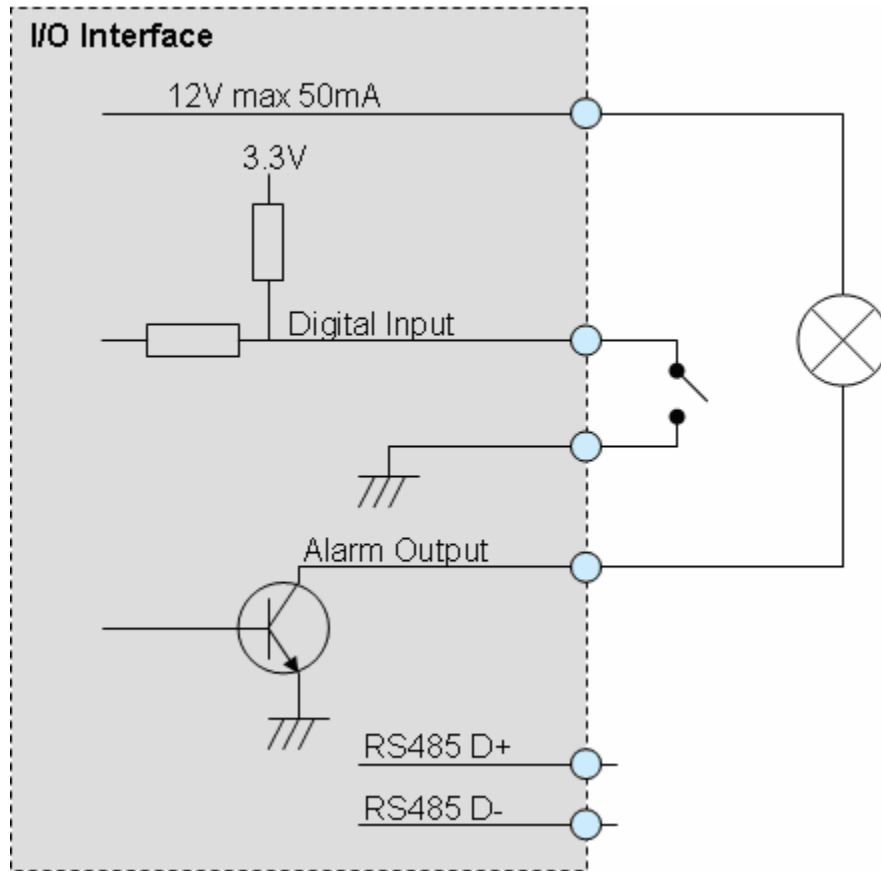 I/O Interface
12V max 50mA
3.3V
Digital Input
Alarm Output
RS485 D+
RS485 D-